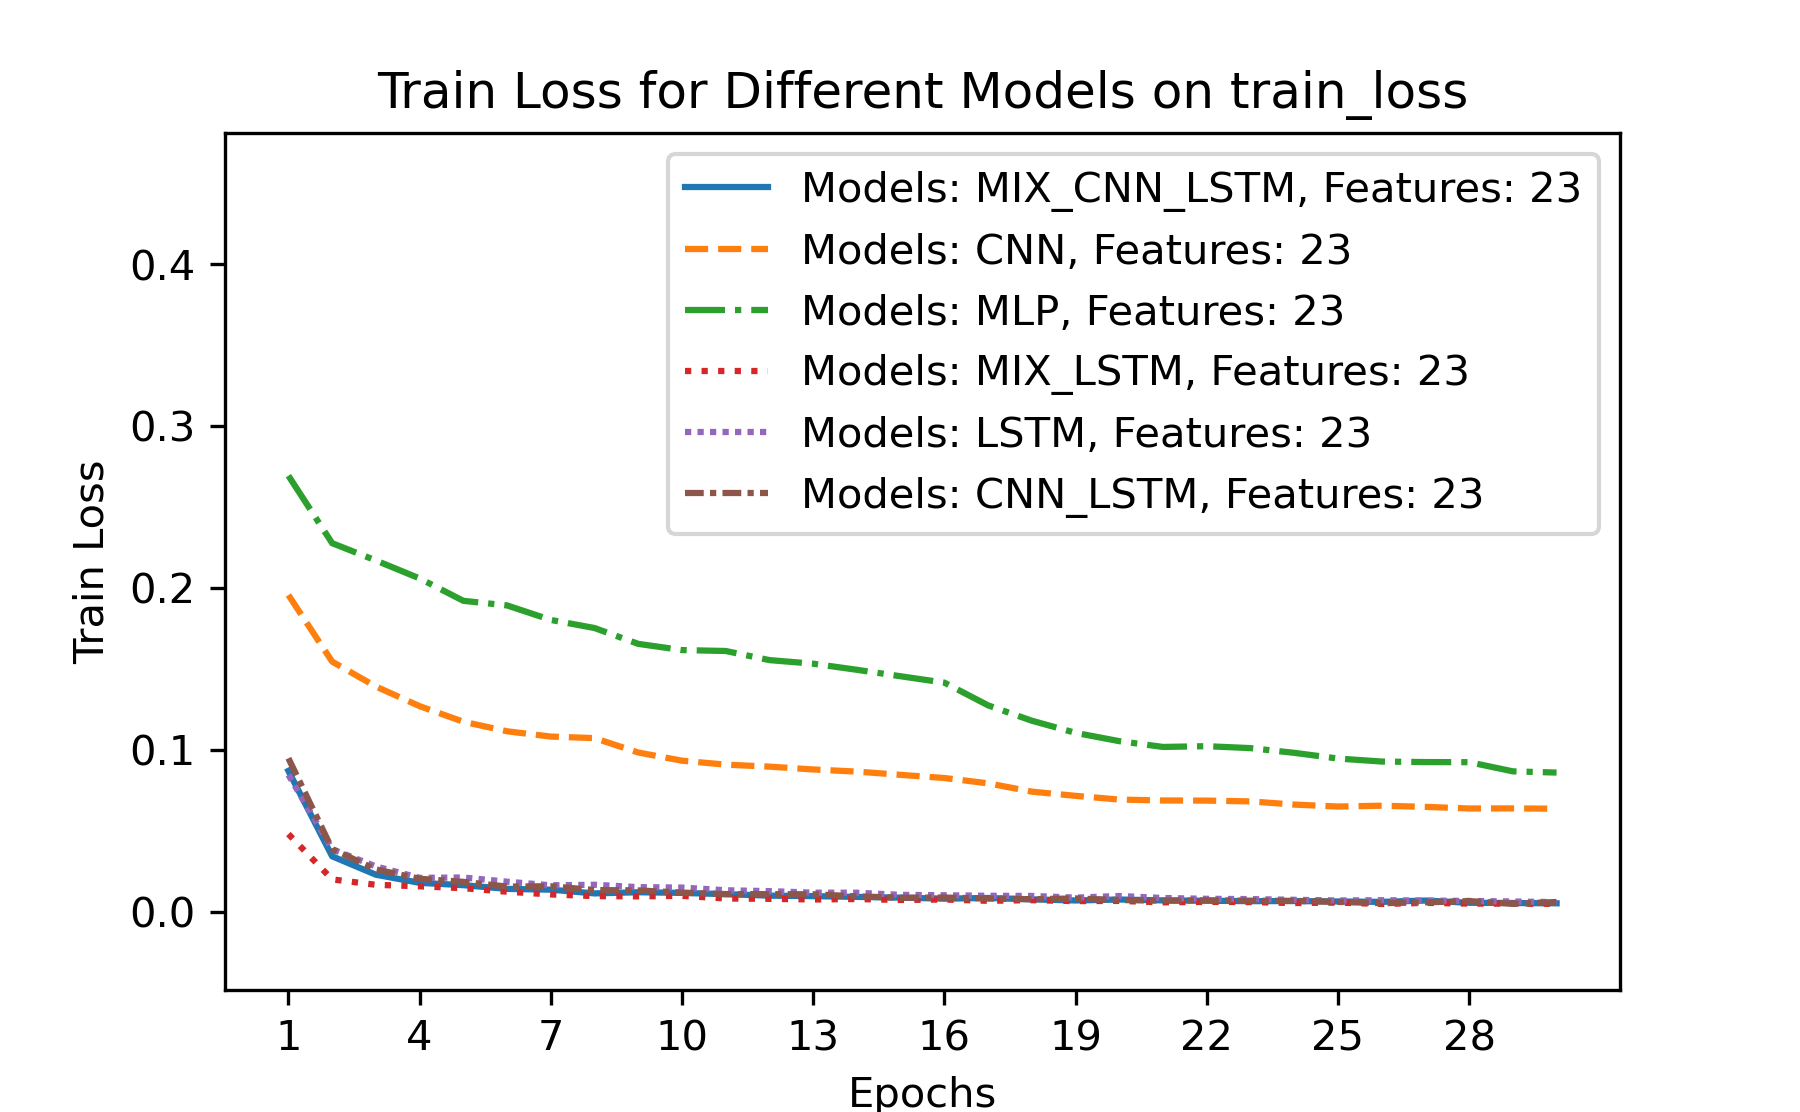 Train Loss for Different Models on train_loss
Models: MIX_CNN_LSTM, Features: 23
Models: CNN, Features: 23
Models: MLP, Features: 23
Models: MIX_LSTM, Features: 23
Models: LSTM, Features: 23
Models: CNN_LSTM, Features: 23
Train Loss
0.4
0.3
0.2
0.1
0.0
1 4 7 10 13 16 19 22 25 28
Epochs